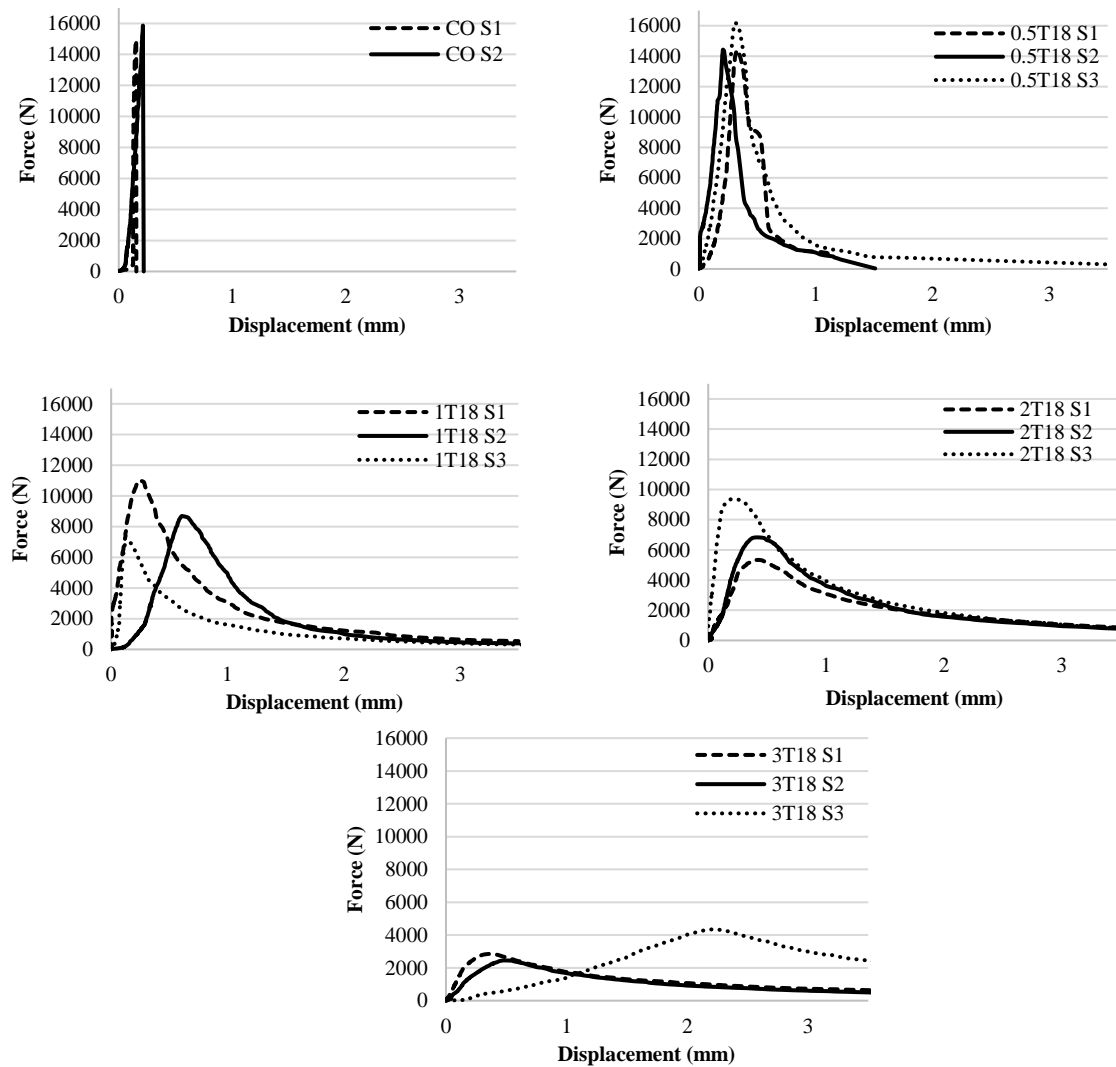 16000
14000
12000
10000
8000
6000
4000
2000
0
Force (N)
CO S1
CO S2
0 1 2 3
Displacement (mm)
16000
14000
12000
10000
8000
6000
4000
2000
0
Force (N)
0.5T18 S1
0.5T18 S2
0.5T18 S3
0 1 2 3
Displacement (mm)
16000
14000
12000
10000
8000
6000
4000
2000
0
Force (N)
1T18 S1
1T18 S2
1T18 S3
0 1 2 3
Displacement (mm)
16000
14000
12000
10000
8000
6000
4000
2000
0
Force (N)
2T18 S1
2T18 S2
2T18 S3
0 1 2 3
Displacement (mm)
16000
14000
12000
10000
8000
6000
4000
2000
0
Force (N)
3T18 S1
3T18 S2
3T18 S3
0 1 2 3
Displacement (mm)